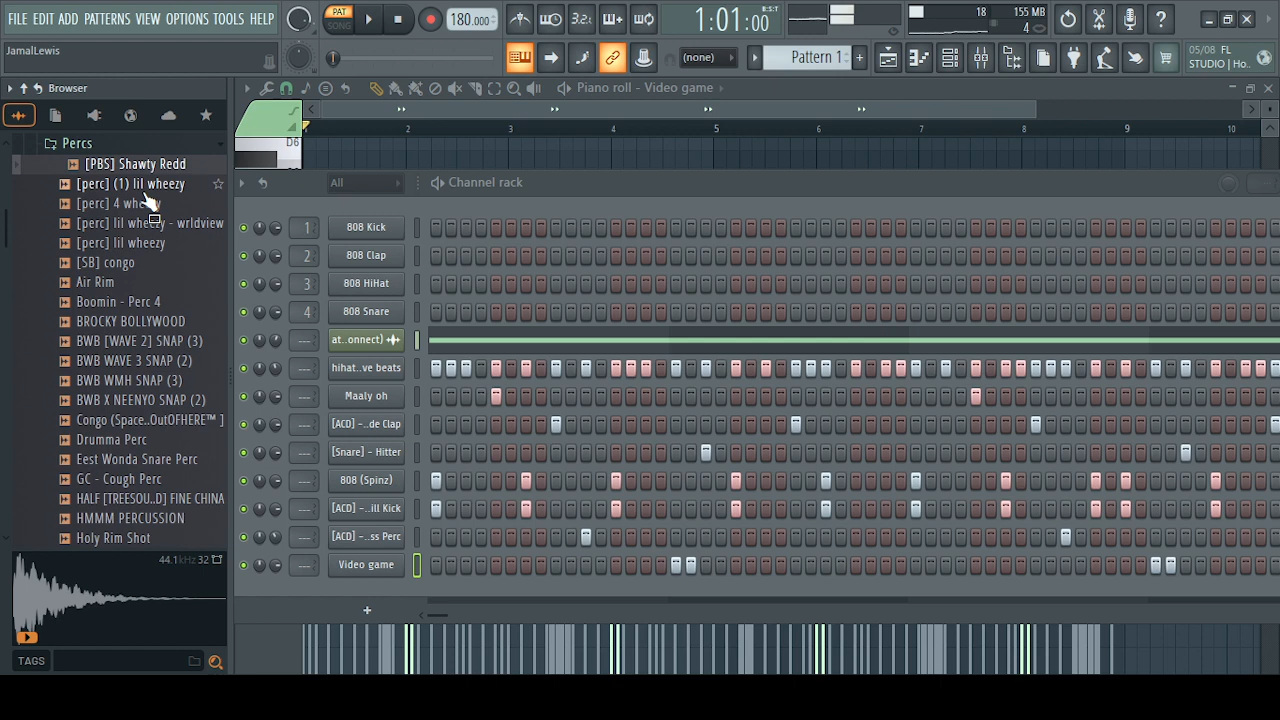 FILE EDIT ADD PATTERNS VIEW OPTIONS TOOLS HELP
PAT
SONG
180.000
3.2
1:01:00
B:S:T
18
155 MB
4
JamalLewis
(none)
Pattern 1
05/08 FL
STUDIO | Ho..
Browser
Piano roll - Video game
Percs
[PBS] Shawty Redd
[perc] (1) lil wheezy
[perc] 4 whe
[perc] lil wheezy - wrldview
[perc] lil wheezy
[SB] congo
Air Rim
Boomin - Perc 4
BROCKY BOLLYWOOD
BWB [WAVE 2] SNAP (3)
BWB WAVE 3 SNAP (2)
BWB WMH SNAP (3)
BWB X NEENYO SNAP (2)
Congo (Space..OutOFHERE™ ]
Drumma Perc
Eest Wonda Snare Perc
GC - Cough Perc
HALF [TREESOU..D] FINE CHINA
HMMM PERCUSSION
Holy Rim Shot
44.1kHz 32
TAGS
2 3 4 5 6 7 8 9 10
D6
All
Channel rack
1 808 Kick
2 808 Clap
3 808 HiHat
4 808 Snare
--- at..onnect)
--- hihat..ve beats
--- Maaly oh
--- [ACD] -..de Clap
--- [Snare] - Hitter
--- 808 (Spinz)
--- [ACD] -..ill Kick
--- [ACD] -..ss Perc
--- Video game
+